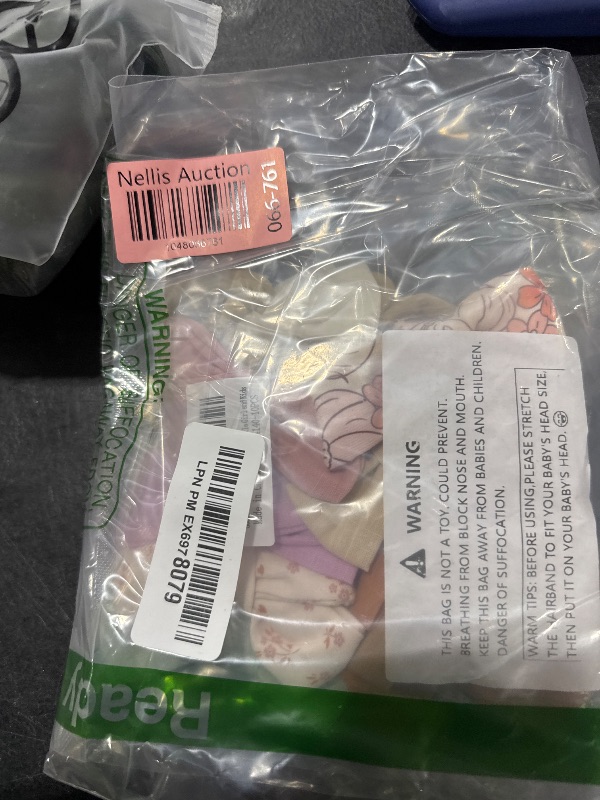 Nellis Auction
066-761
WARNING:
LPN PM EX6978079
WARNING
THIS BAG IS NOT A TOY, COULD PREVENT.
BREATHING FROM BLOCK NOSE AND MOUTH.
KEEP THIS BAG AWAY FROM BABIES AND CHILDREN.
DANGER OF SUFFOCATION.
WARM TIPS: BEFORE USING,PLEASE STRETCH
THE HAIRBAND TO FIT YOUR BABY'S HEAD SIZE,
THEN PUT IT ON YOUR BABY'S HEAD. 😀
Ready